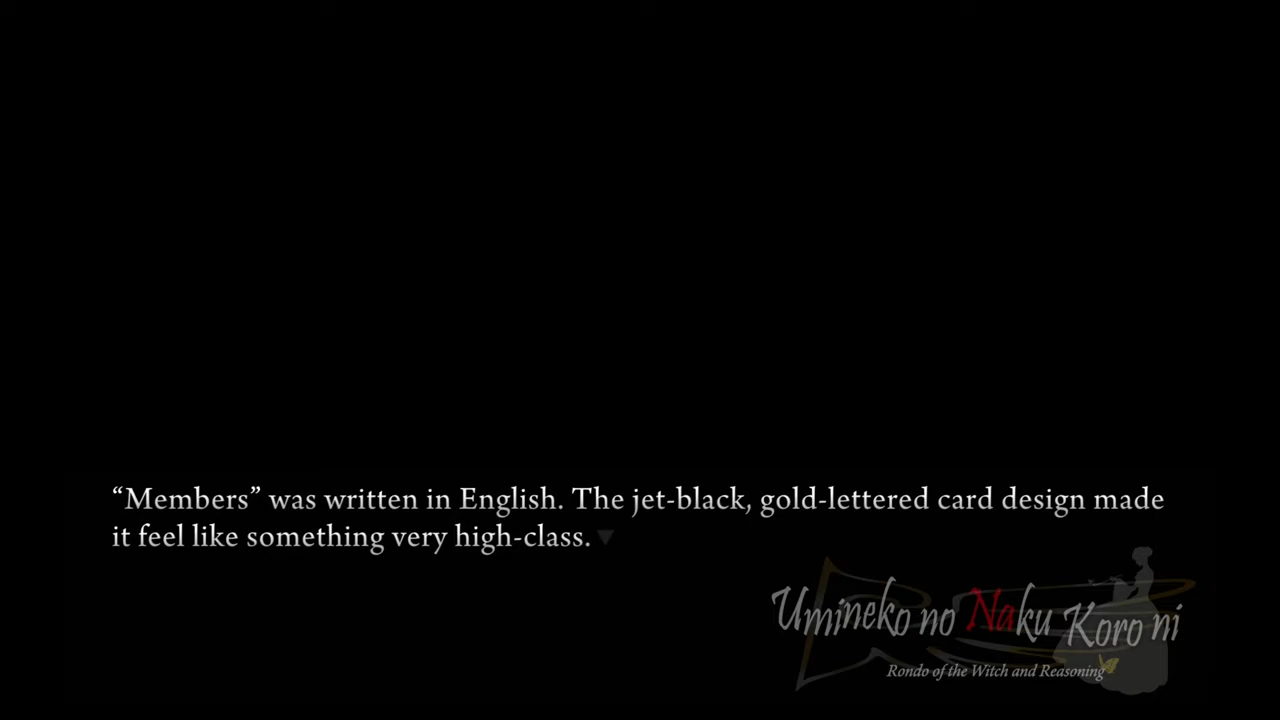 “Members” was written in English. The jet-black, gold-lettered card design made
it feel like something very high-class.
Umineko no Naku Koro ni
Rondo of the Witch and Reasoning